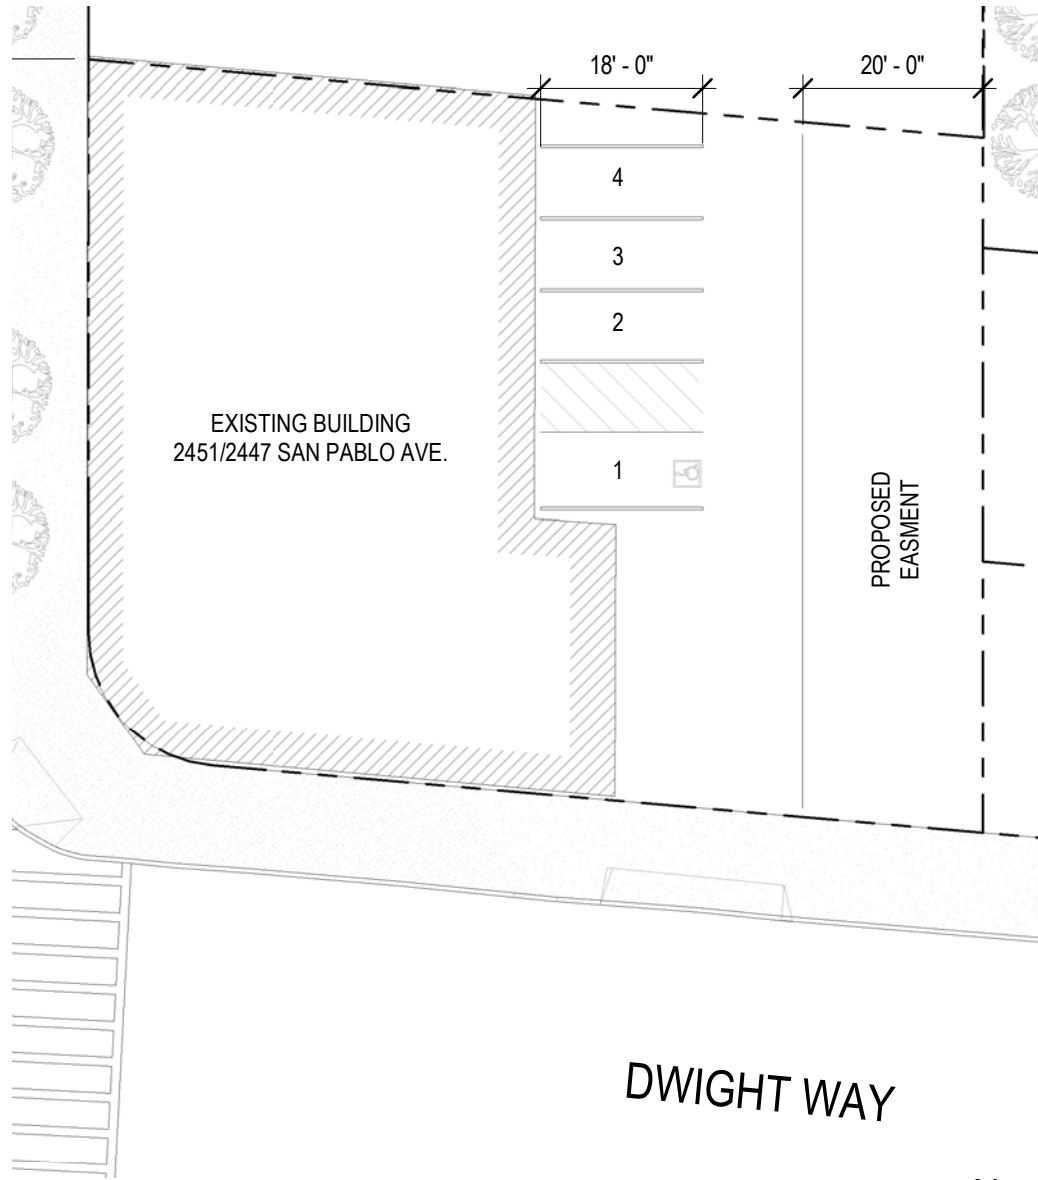 18' - 0"
20' - 0"
4
3
2
EXISTING BUILDING
2451/2447 SAN PABLO AVE.
1
PROPOSED
EASMENT
DWIGHT WAY